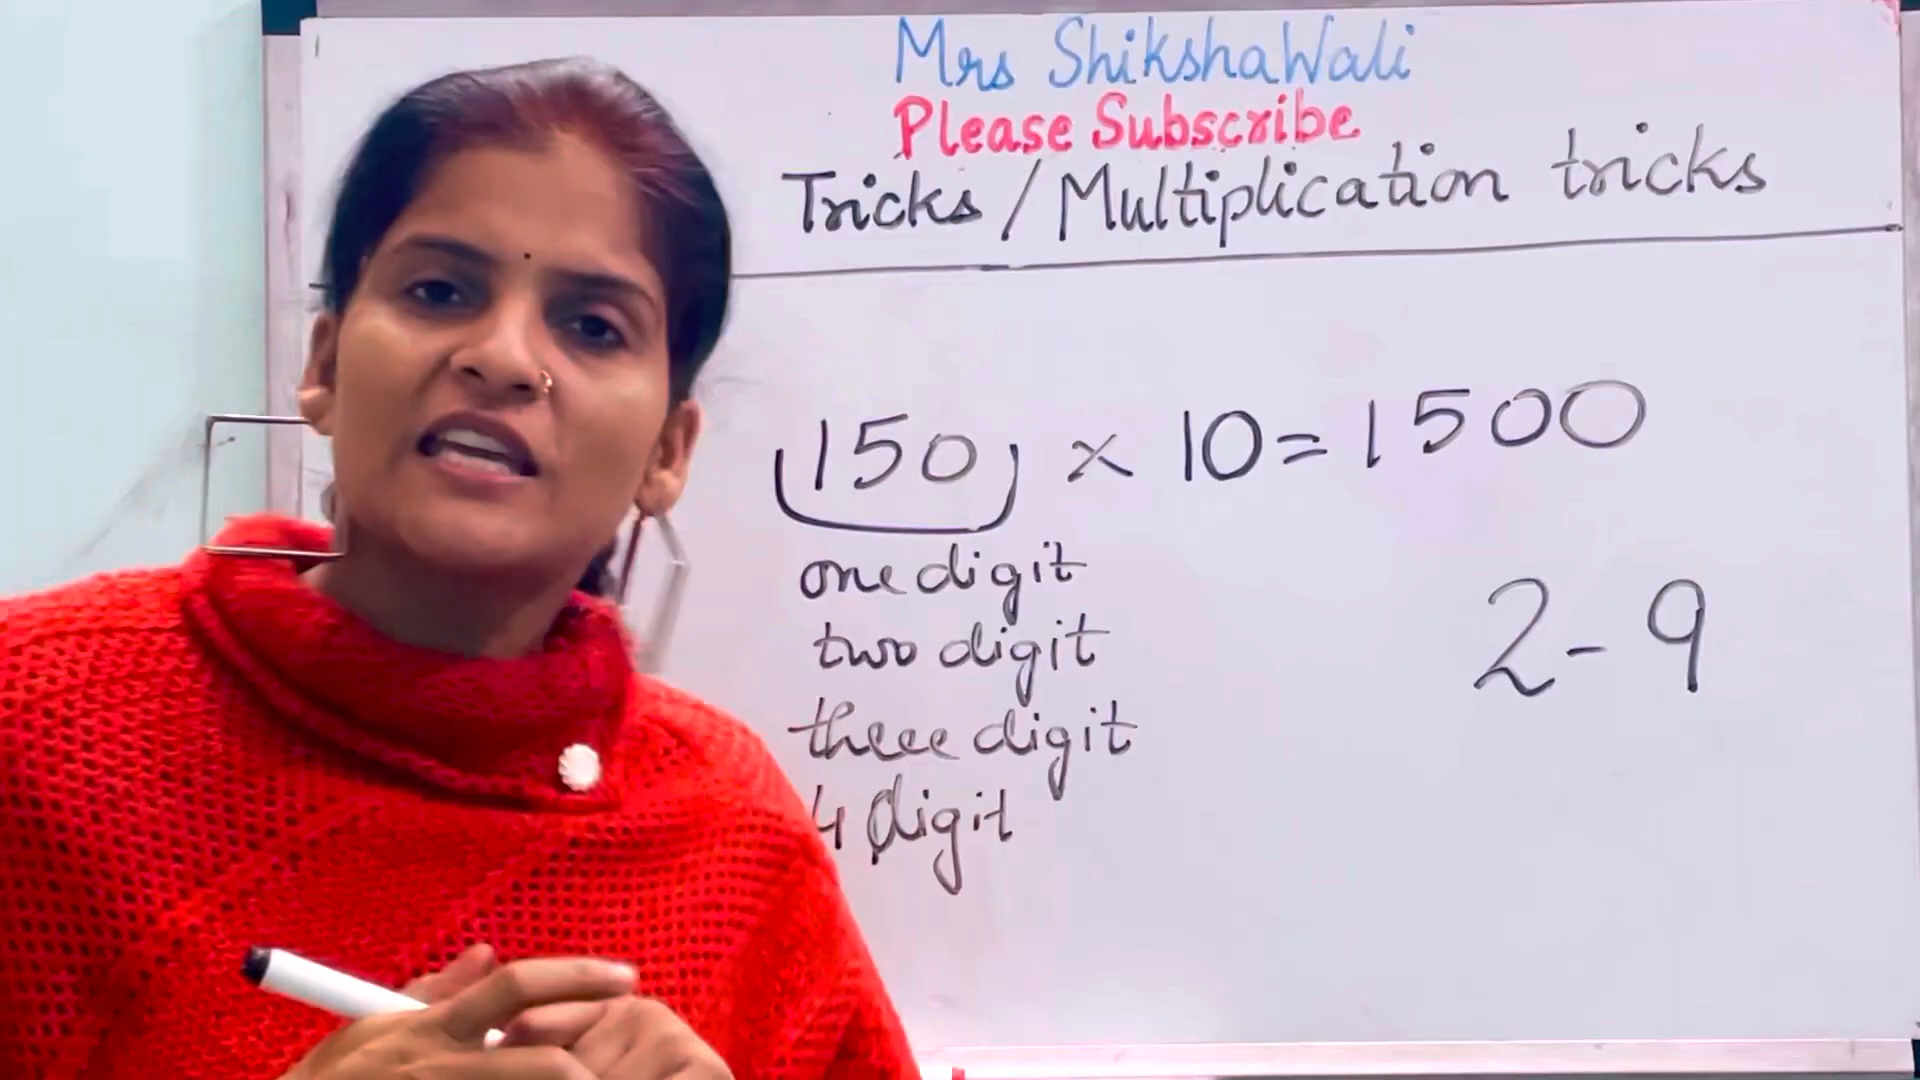 Mrs ShikshaWali
Please Subscribe
Tricks / Multiplication tricks
150 × 10 = 1500
one digit
two digit
three digit
4 digit
2 - 9